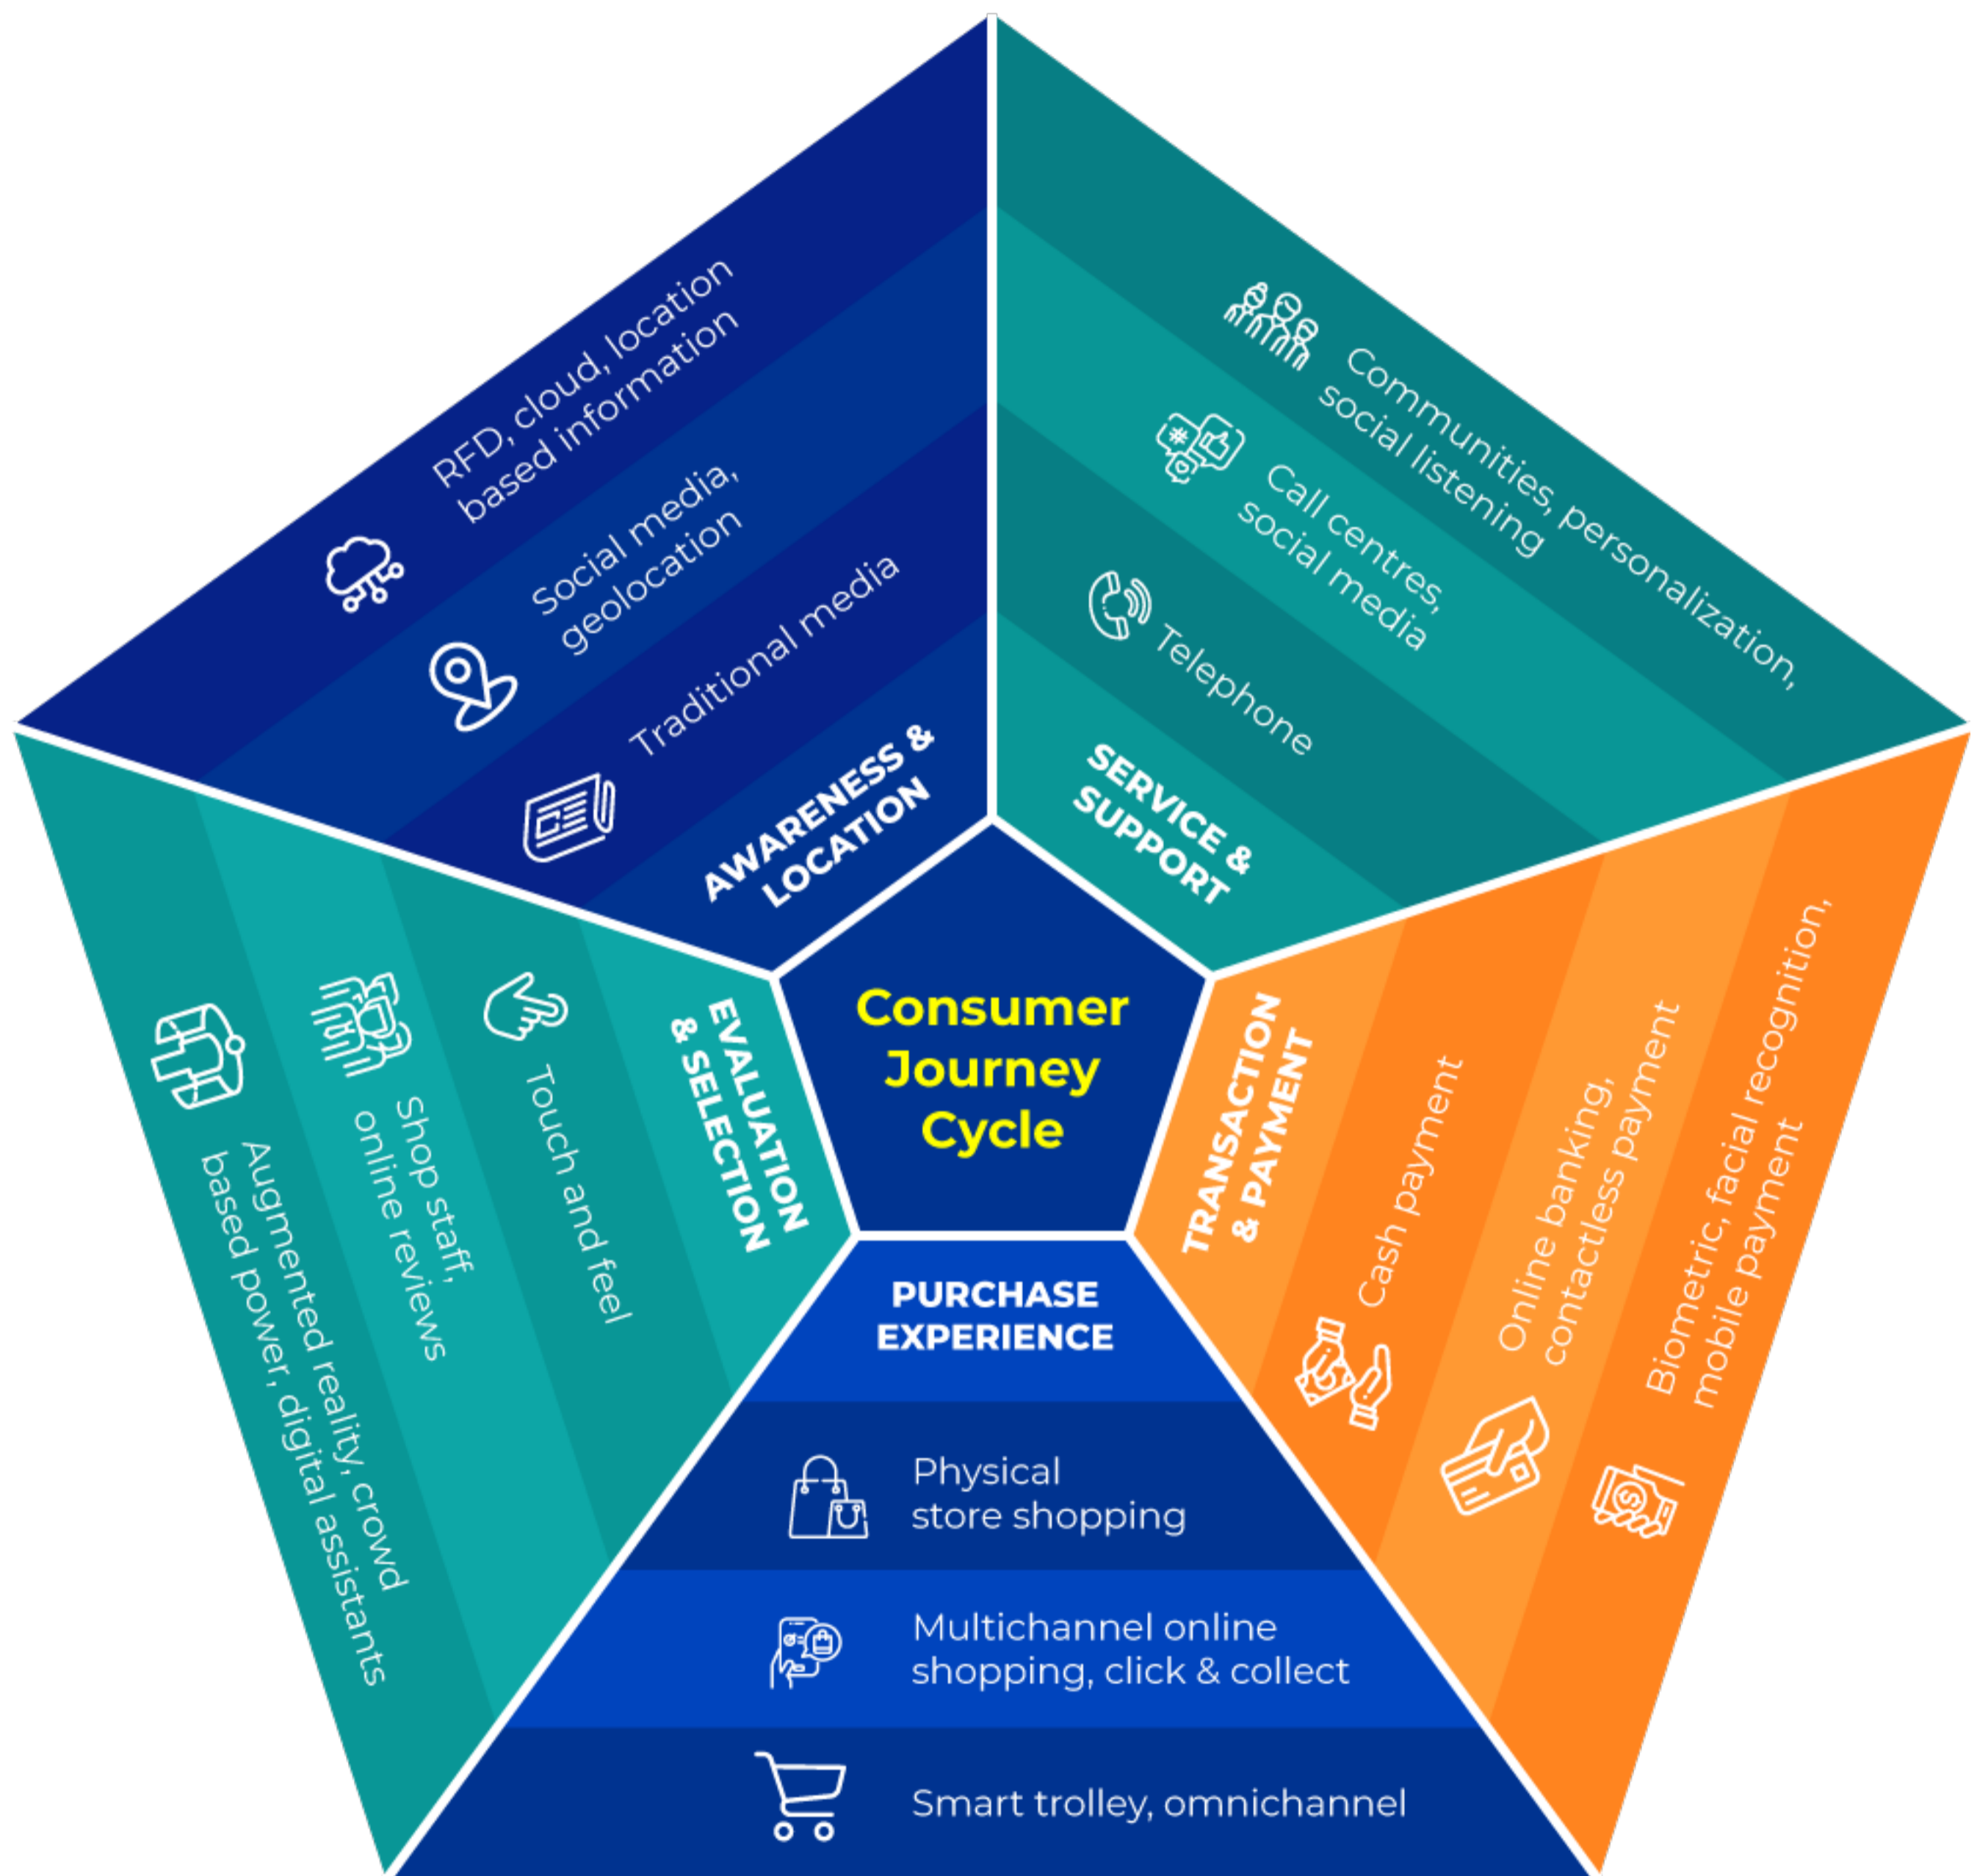 Consumer
Journey
Cycle
AWARENESS &
LOCATION
Traditional media
Social media,
geolocation
RFD, cloud, location
based information
SERVICE &
SUPPORT
Telephone
Call centres,
social media
Communities, personalization,
social listening
TRANSACTION
& PAYMENT
Cash payment
Online banking,
contactless payment
Biometric, facial recognition,
mobile payment
PURCHASE
EXPERIENCE
Physical
store shopping
Multichannel online
shopping, click & collect
Smart trolley, omnichannel
EVALUATION
& SELECTION
Touch and feel
Shop staff,
online reviews
Augmented reality, crowd
based power, digital assistants